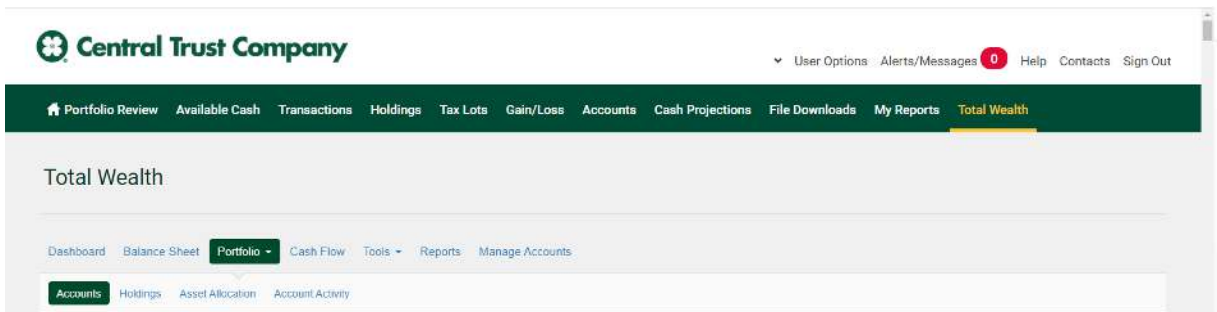 Central Trust Company
User Options Alerts/Messages 0 Help Contacts Sign Out
Portfolio Review Available Cash Transactions Holdings Tax Lots Gain/Loss Accounts Cash Projections File Downloads My Reports Total Wealth
Total Wealth
Dashboard Balance Sheet Portfolio Cash Flow Tools Reports Manage Accounts
Accounts Holdings Asset Allocation Account Activity